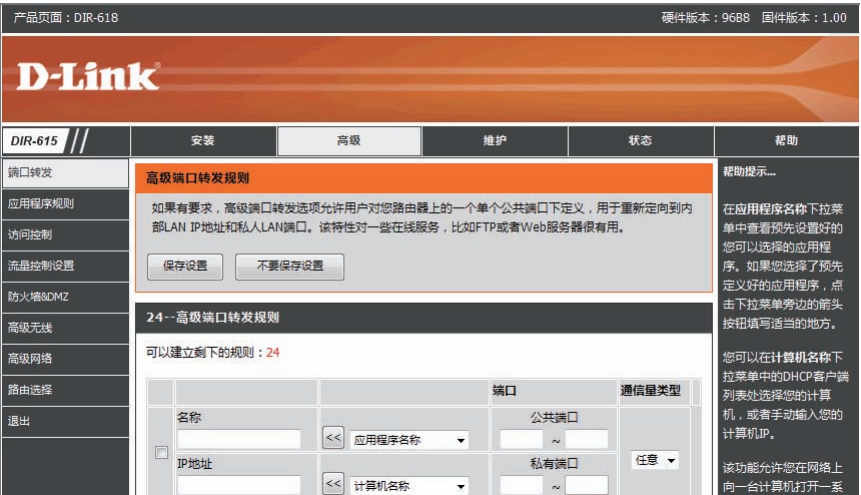 产品页面：DIR-618
硬件版本：96B8 固件版本：1.00
D-Link
DIR-615
安装
高级
维护
状态
帮助
端口转发
应用程序规则
访问控制
流量控制设置
防火墙&DMZ
高级无线
高级网络
路由选择
退出
高级端口转发规则
如果有要求，高级端口转发选项允许用户对您路由器上的一个单个公共端口下定义，用于重新定向到内
部LAN IP地址和私人LAN端口。该特性对一些在线服务，比如FTP或者Web服务器很有用。
保存设置
不要保存设置
24--高级端口转发规则
可以建立剩下的规则：24
端口
通信量类型
名称
<<
应用程序名称
公共端口
~
任意
IP地址
<<
计算机名称
私有端口
~
帮助提示...
在应用程序名称下拉菜
单中查看预先设置好的
您可以选择的应用程
序。如果您选择了预先
定义好的应用程序，点
击下拉菜单旁边的箭头
按钮填写适当的地方。
您可以在计算机名称下
拉菜单中的DHCP客户端
列表处选择您的计算
机，或者手动输入您的
计算机IP。
该功能允许您在网络上
向一台计算机打开一系